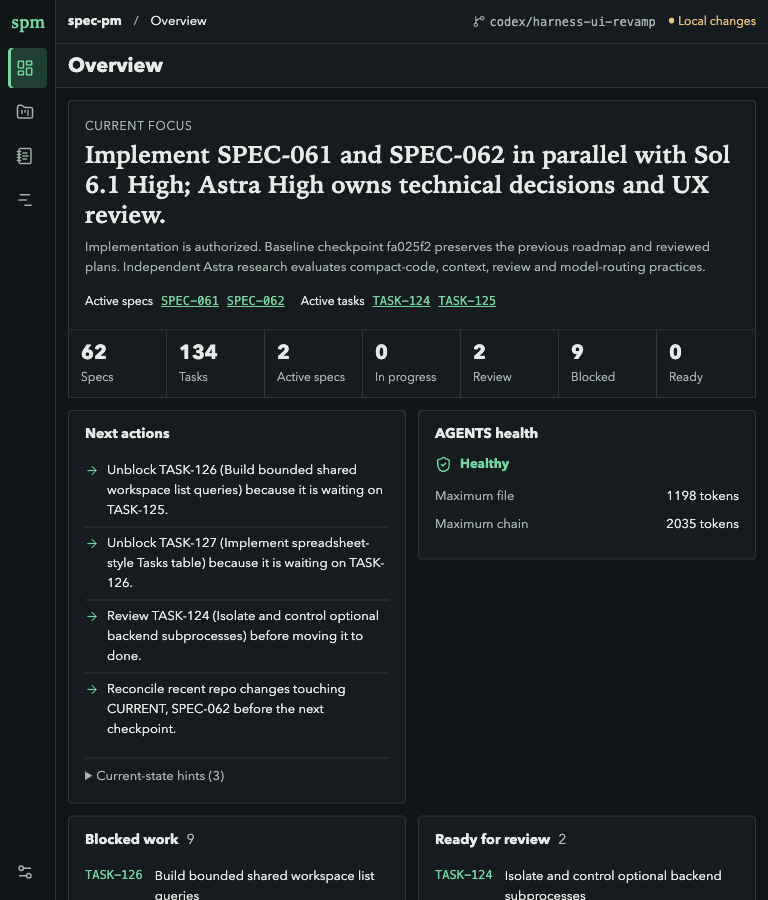 spm
spec-pm / Overview
codex/harness-ui-revamp
Local changes
Overview
CURRENT FOCUS
Implement SPEC-061 and SPEC-062 in parallel with Sol
6.1 High; Astra High owns technical decisions and UX
review.
Implementation is authorized. Baseline checkpoint fa025f2 preserves the previous roadmap and reviewed
plans. Independent Astra research evaluates compact-code, context, review and model-routing practices.
Active specs SPEC-061 SPEC-062 Active tasks TASK-124 TASK-125
62
Specs
134
Tasks
2
Active specs
0
In progress
2
Review
9
Blocked
0
Ready
Next actions
→ Unblock TASK-126 (Build bounded shared
workspace list queries) because it is waiting on
TASK-125.
→ Unblock TASK-127 (Implement spreadsheet-
style Tasks table) because it is waiting on TASK-
126.
→ Review TASK-124 (Isolate and control optional
backend subprocesses) before moving it to
done.
→ Reconcile recent repo changes touching
CURRENT, SPEC-062 before the next
checkpoint.
Current-state hints (3)
AGENTS health
Healthy
Maximum file 1198 tokens
Maximum chain 2035 tokens
Blocked work 9
TASK-126 Build bounded shared workspace list
queries
Ready for review 2
TASK-124 Isolate and control optional backend
subprocesses